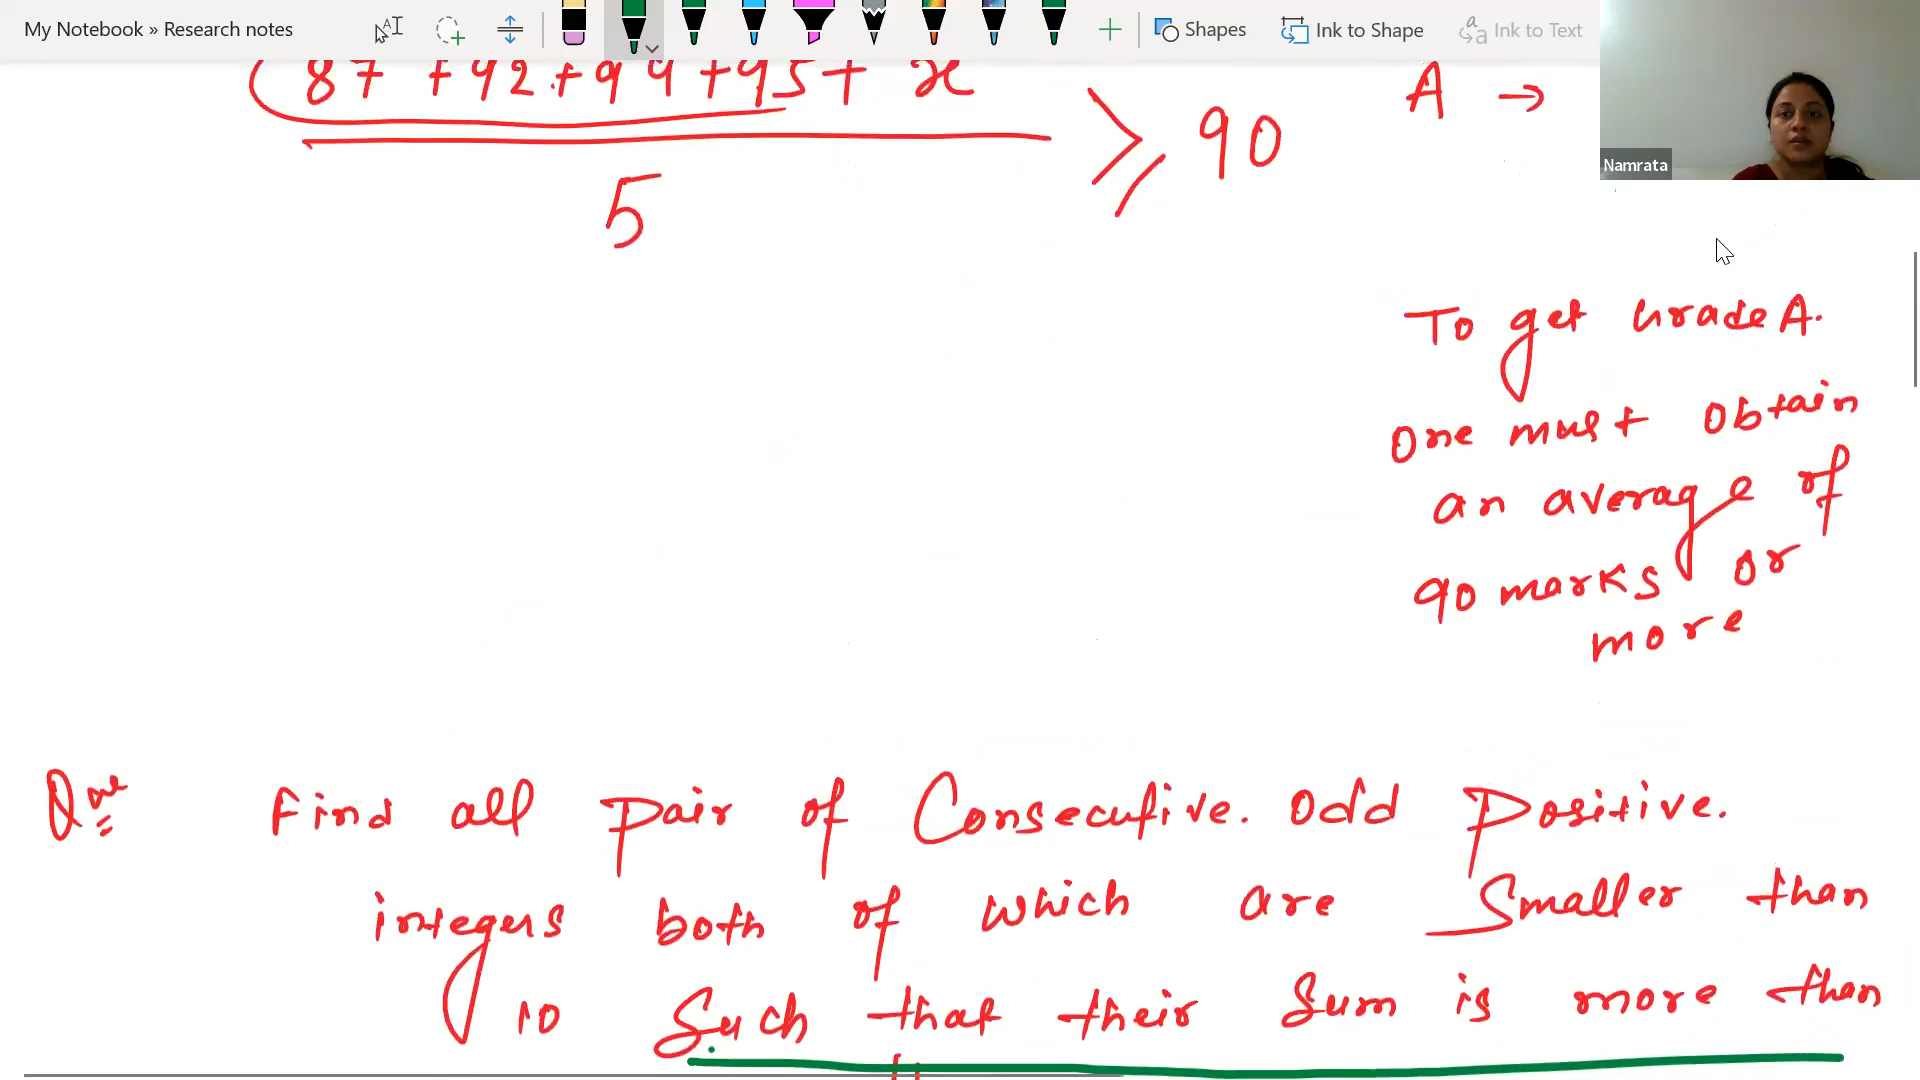 My Notebook » Research notes
Shapes
Ink to Shape
Ink to Text
87 + 92 + 94 + 95 + x
5
≥ 90
A →
Namrata
To get Grade A.
one must obtain
an average of
90 marks or
more
Que
Find all pair of Consecutive. odd Positive.
integers both of which are Smaller than
10 Such that their Sum is more than
11